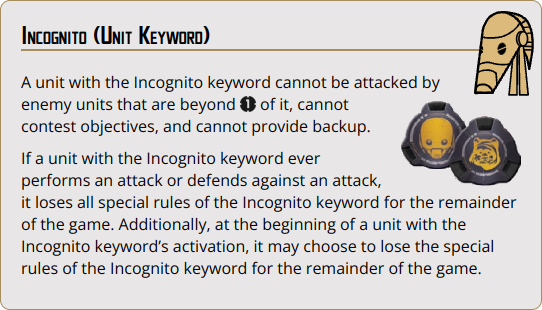 Incognito (Unit Keyword)
A unit with the Incognito keyword cannot be attacked by
enemy units that are beyond 1 of it, cannot
contest objectives, and cannot provide backup.
If a unit with the Incognito keyword ever
performs an attack or defends against an attack,
it loses all special rules of the Incognito keyword for the remainder
of the game. Additionally, at the beginning of a unit with the
Incognito keyword’s activation, it may choose to lose the special
rules of the Incognito keyword for the remainder of the game.